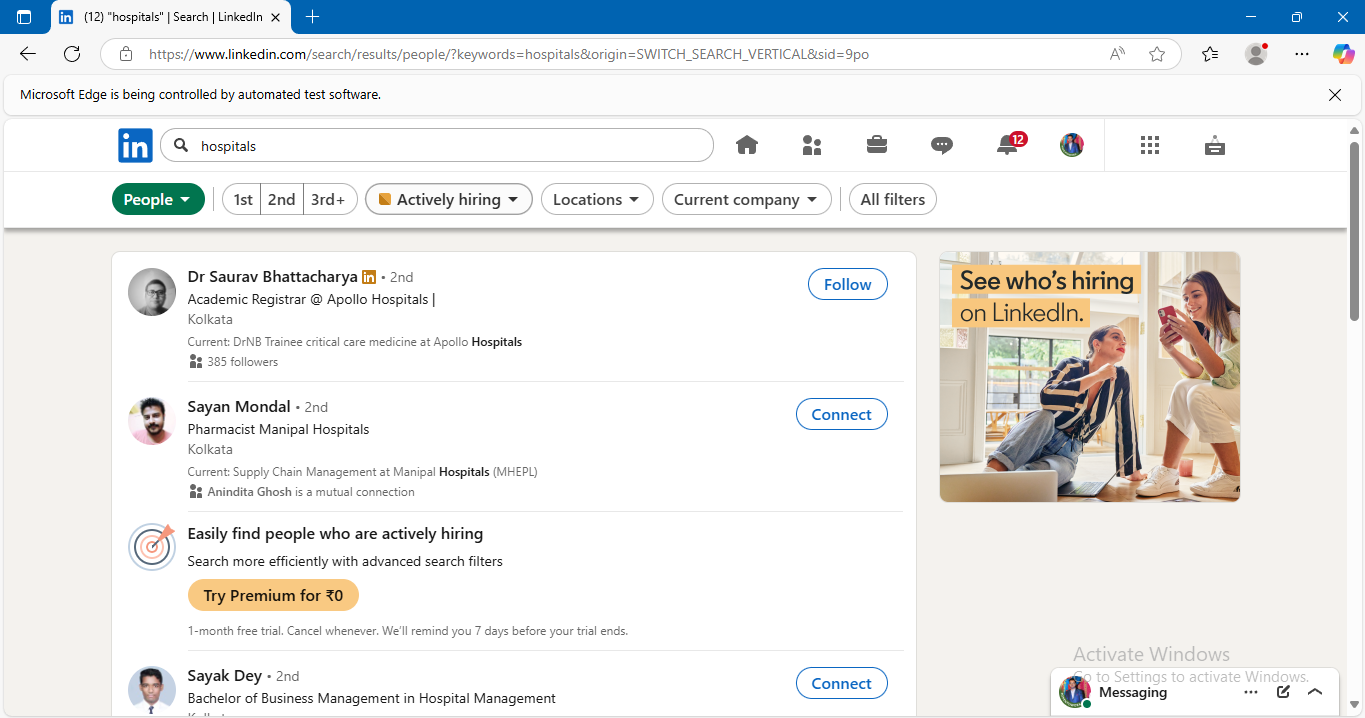 (12) "hospitals" | Search | LinkedIn
https://www.linkedin.com/search/results/people/?keywords=hospitals&origin=SWITCH_SEARCH_VERTICAL&sid=9po
Microsoft Edge is being controlled by automated test software.
in
hospitals
12
People
1st
2nd
3rd+
Actively hiring
Locations
Current company
All filters
Dr Saurav Bhattacharya in • 2nd
Follow
Academic Registrar @ Apollo Hospitals |
Kolkata
Current: DrNB Trainee critical care medicine at Apollo Hospitals
385 followers
Sayan Mondal • 2nd
Connect
Pharmacist Manipal Hospitals
Kolkata
Current: Supply Chain Management at Manipal Hospitals (MHEPL)
Anindita Ghosh is a mutual connection
Easily find people who are actively hiring
Search more efficiently with advanced search filters
Try Premium for ₹0
1-month free trial. Cancel whenever. We'll remind you 7 days before your trial ends.
Sayak Dey • 2nd
Connect
Bachelor of Business Management in Hospital Management
Kolkata
See who's hiring
on LinkedIn.
Activate Windows
Go to Settings to activate Windows.
Messaging